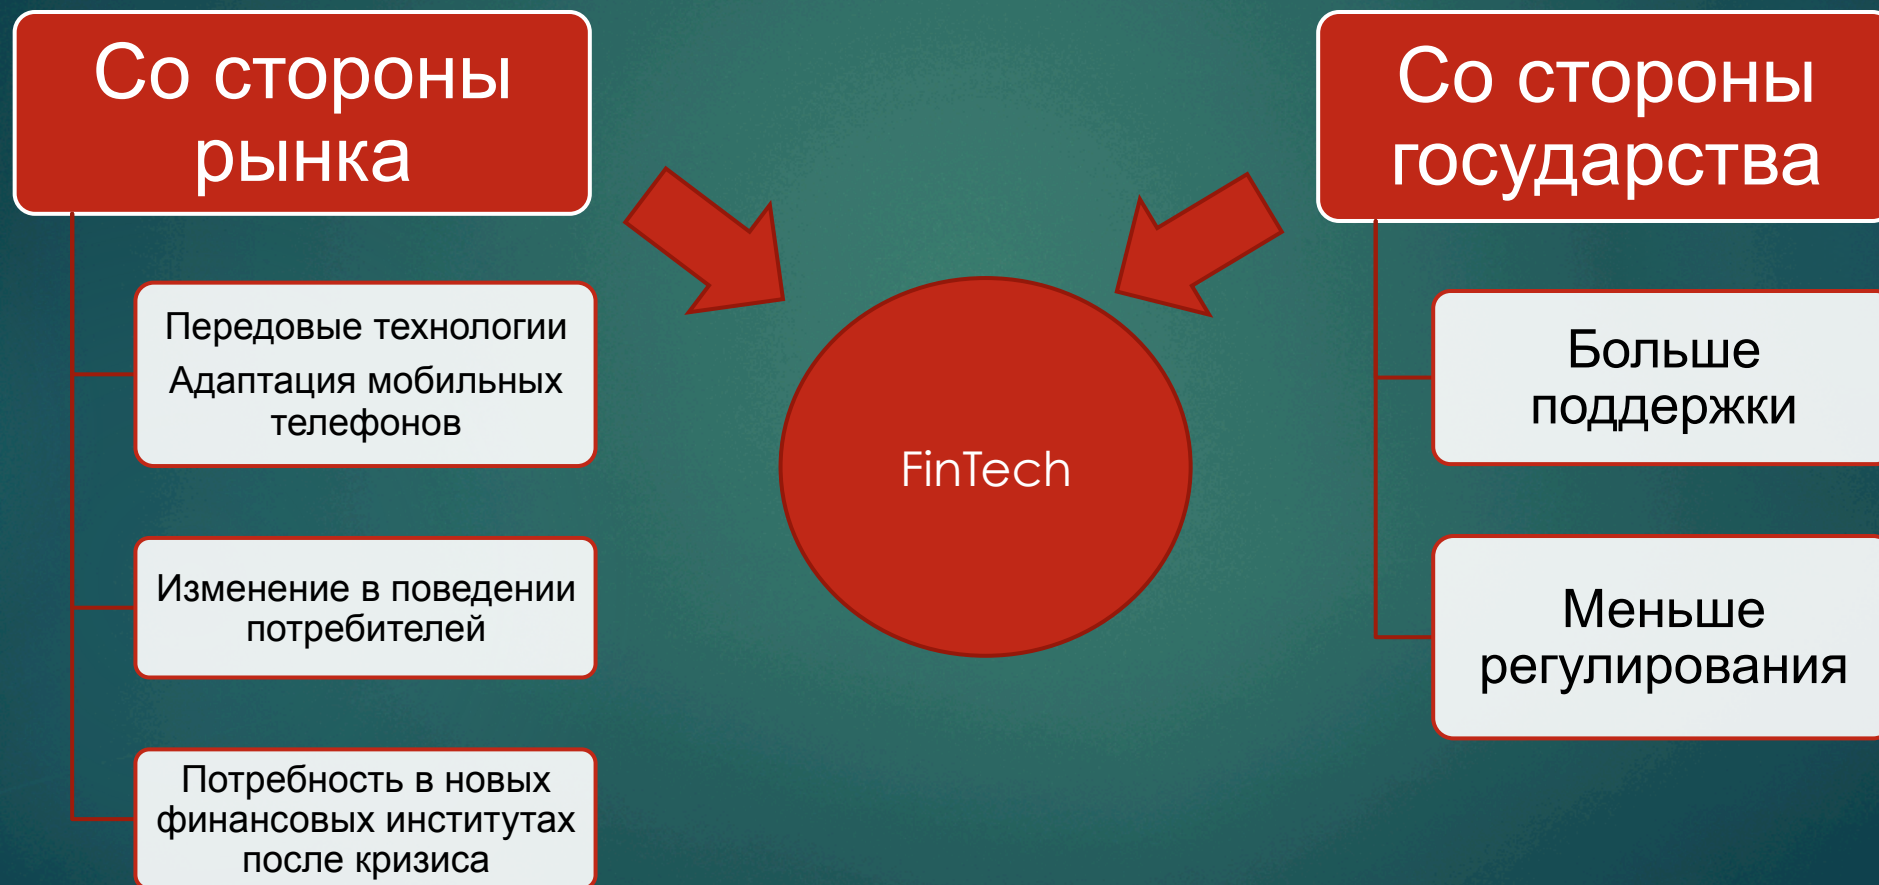 Со стороны
рынка
Передовые технологии
Адаптация мобильных
телефонов
Изменение в поведении
потребителей
Потребность в новых
финансовых институтах
после кризиса
FinTech
Со стороны
государства
Больше
поддержки
Меньше
регулирования